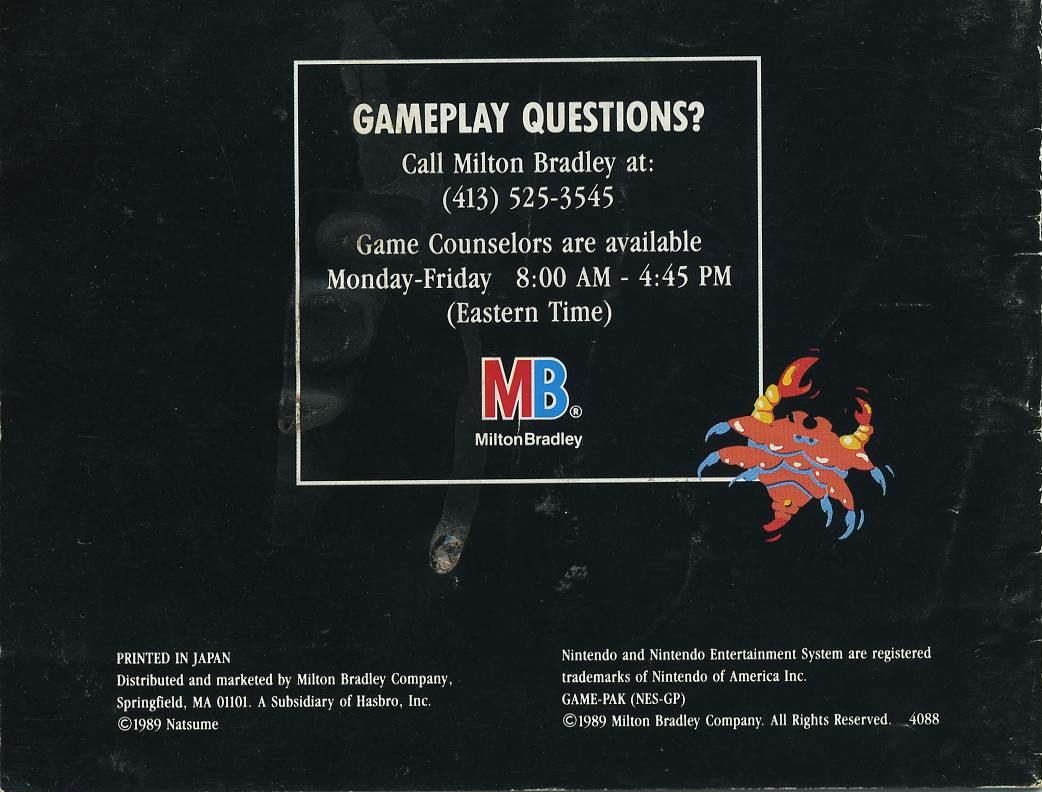 GAMEPLAY QUESTIONS?
Call Milton Bradley at:
(413) 525-3545
Game Counselors are available
Monday-Friday 8:00 AM - 4:45 PM
(Eastern Time)
MB®
MiltonBradley
PRINTED IN JAPAN
Distributed and marketed by Milton Bradley Company,
Springfield, MA 01101. A Subsidiary of Hasbro, Inc.
©1989 Natsume
Nintendo and Nintendo Entertainment System are registered
trademarks of Nintendo of America Inc.
GAME-PAK (NES-GP)
©1989 Milton Bradley Company. All Rights Reserved. 4088